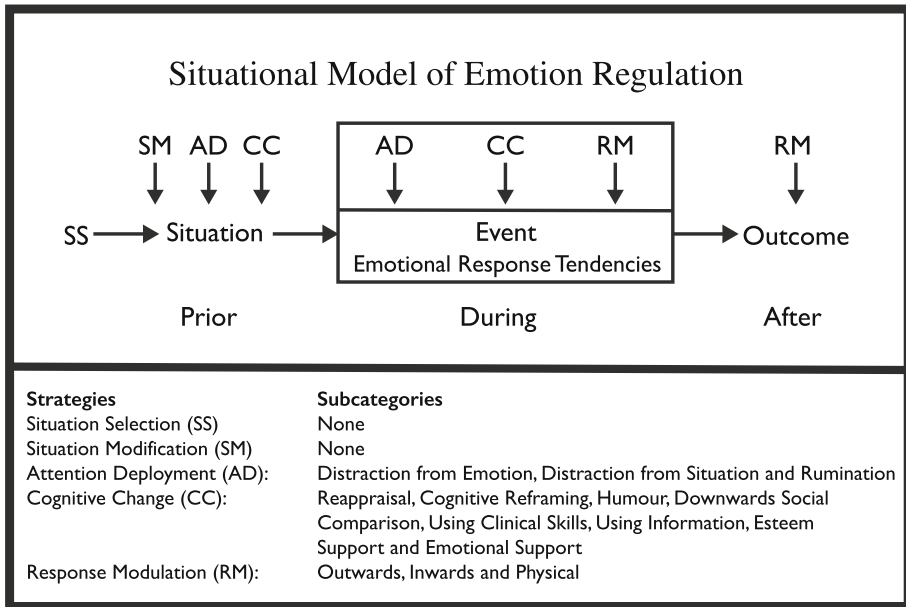 Situational Model of Emotion Regulation
SM AD CC AD CC RM RM
SS Situation Event Outcome
Emotional Response Tendencies
Prior During After
Strategies Subcategories
Situation Selection (SS) None
Situation Modification (SM) None
Attention Deployment (AD): Distraction from Emotion, Distraction from Situation and Rumination
Cognitive Change (CC): Reappraisal, Cognitive Reframing, Humour, Downwards Social
Comparison, Using Clinical Skills, Using Information, Esteem
Support and Emotional Support
Response Modulation (RM): Outwards, Inwards and Physical